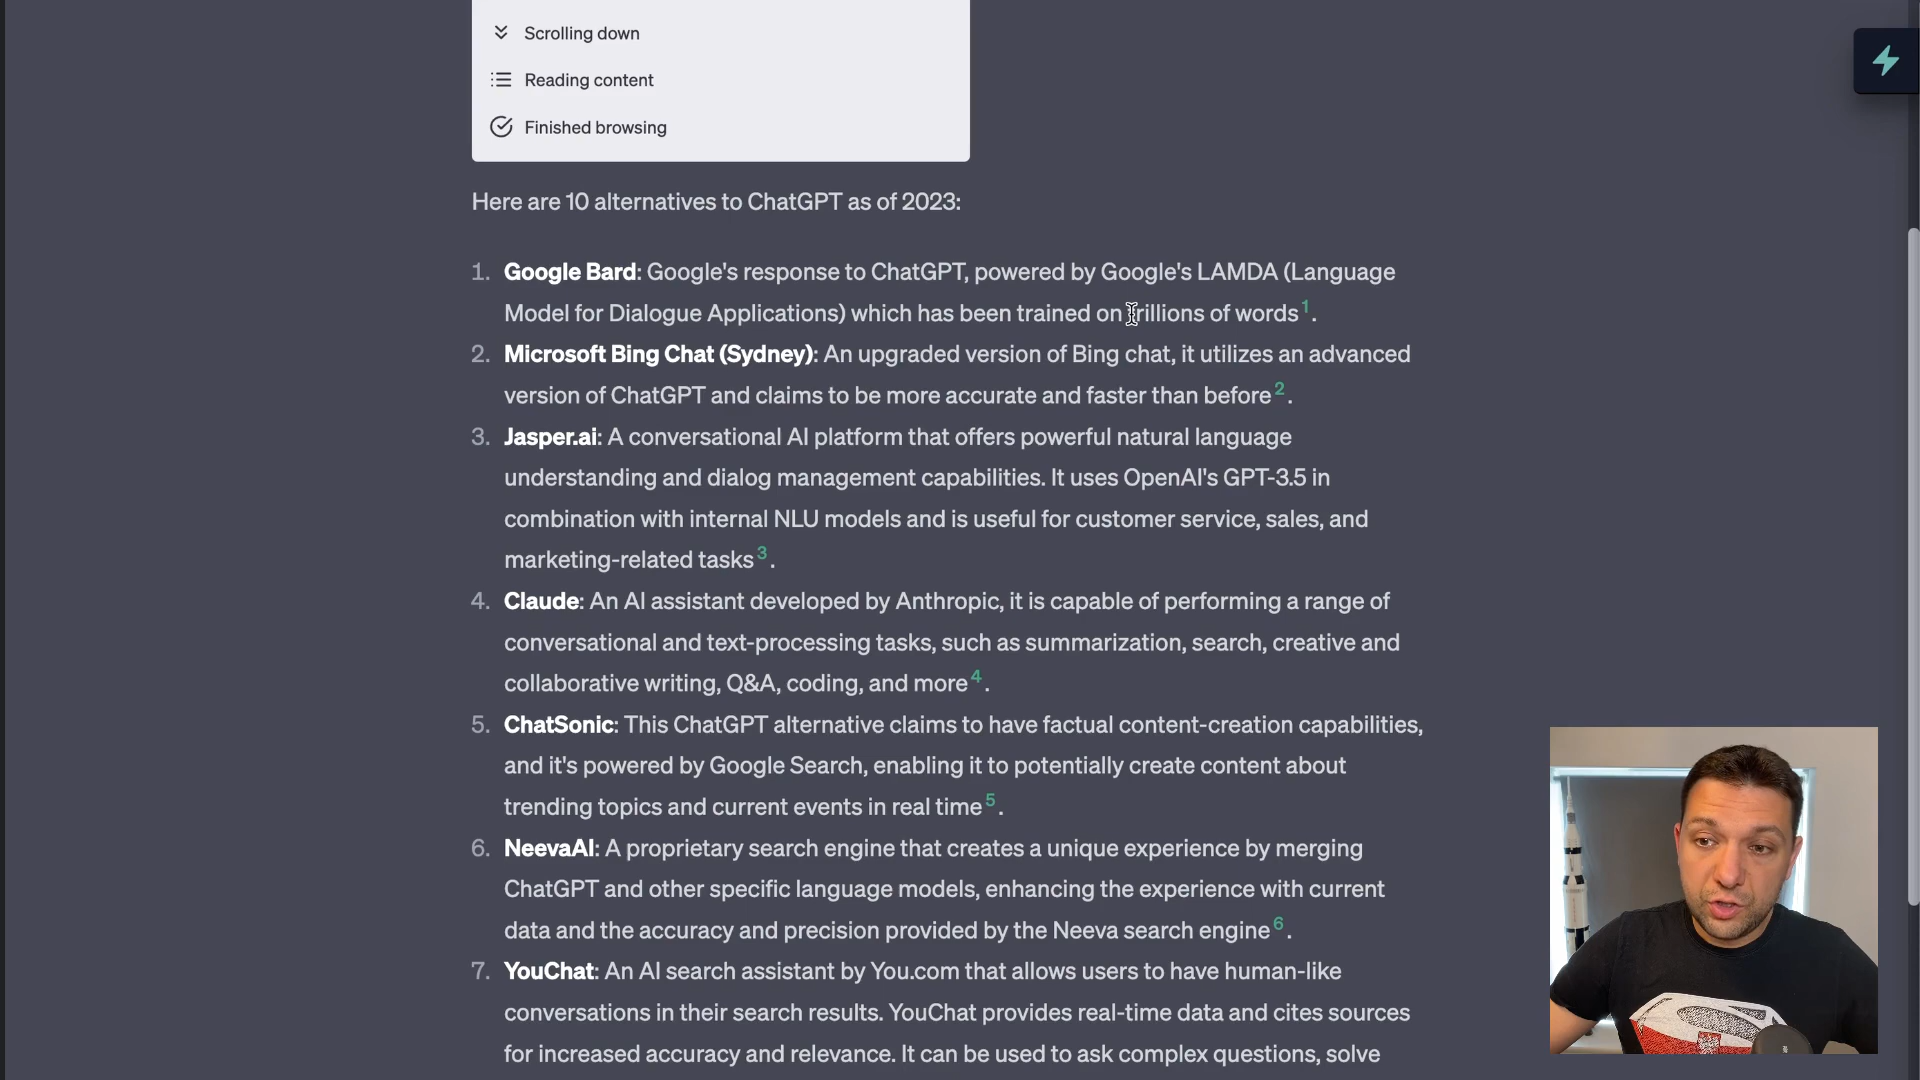 Scrolling down
Reading content
Finished browsing
Here are 10 alternatives to ChatGPT as of 2023:
1. Google Bard: Google's response to ChatGPT, powered by Google's LAMDA (Language
Model for Dialogue Applications) which has been trained on trillions of words 1.
2. Microsoft Bing Chat (Sydney): An upgraded version of Bing chat, it utilizes an advanced
version of ChatGPT and claims to be more accurate and faster than before 2.
3. Jasper.ai: A conversational AI platform that offers powerful natural language
understanding and dialog management capabilities. It uses OpenAI's GPT-3.5 in
combination with internal NLU models and is useful for customer service, sales, and
marketing-related tasks 3.
4. Claude: An AI assistant developed by Anthropic, it is capable of performing a range of
conversational and text-processing tasks, such as summarization, search, creative and
collaborative writing, Q&A, coding, and more 4.
5. ChatSonic: This ChatGPT alternative claims to have factual content-creation capabilities,
and it's powered by Google Search, enabling it to potentially create content about
trending topics and current events in real time 5.
6. NeevaAI: A proprietary search engine that creates a unique experience by merging
ChatGPT and other specific language models, enhancing the experience with current
data and the accuracy and precision provided by the Neeva search engine 6.
7. YouChat: An AI search assistant by You.com that allows users to have human-like
conversations in their search results. YouChat provides real-time data and cites sources
for increased accuracy and relevance. It can be used to ask complex questions, solve